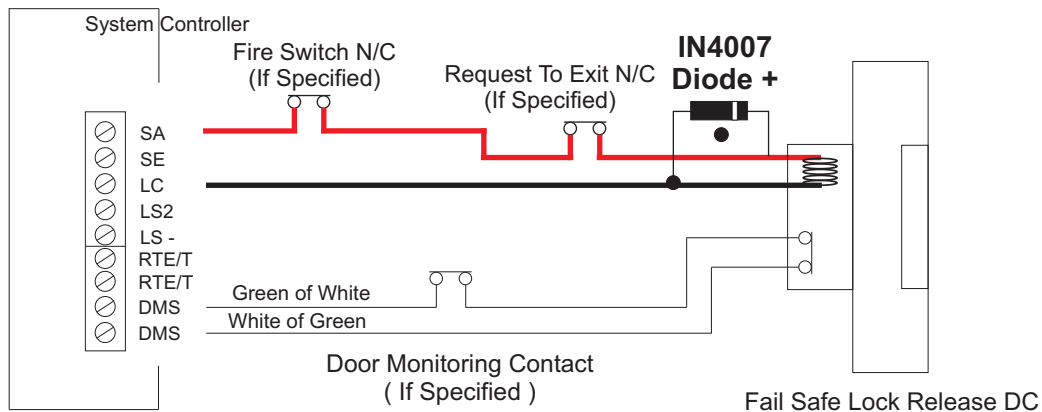 System Controller
Fire Switch N/C
(If Specified)
Request To Exit N/C
(If Specified)
IN4007
Diode +
SA
SE
LC
LS2
LS -
RTE/T
RTE/T
DMS
DMS
Green of White
White of Green
Door Monitoring Contact
( If Specified )
Fail Safe Lock Release DC